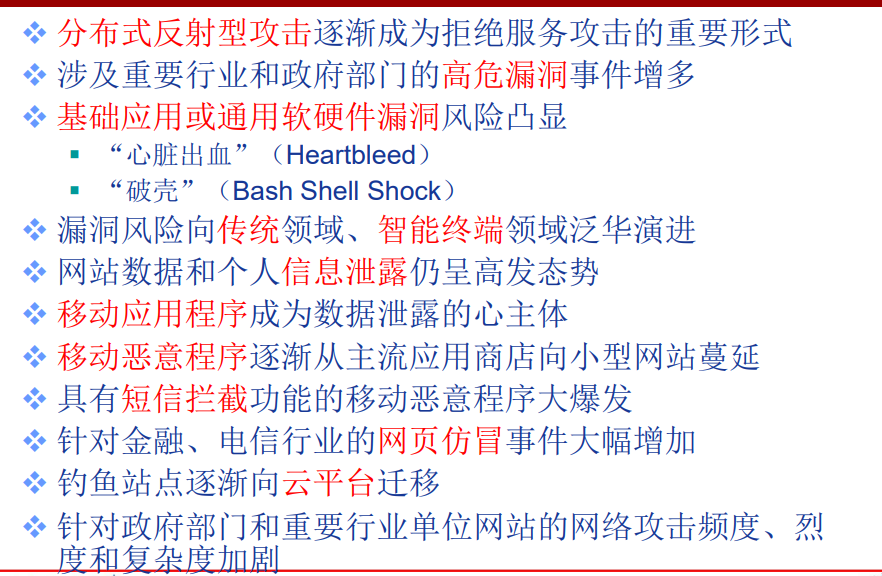 分布式反射型攻击逐渐成为拒绝服务攻击的重要形式
涉及重要行业和政府部门的高危漏洞事件增多
基础应用或通用软硬件漏洞风险凸显
“心脏出血”（Heartbleed）
“破壳”（Bash Shell Shock）
漏洞风险向传统领域、智能终端领域泛华演进
网站数据和个人信息泄露仍呈高发态势
移动应用程序成为数据泄露的心主体
移动恶意程序逐渐从主流应用商店向小型网站蔓延
具有短信拦截功能的移动恶意程序大爆发
针对金融、电信行业的网页仿冒事件大幅增加
钓鱼站点逐渐向云平台迁移
针对政府部门和重要行业单位网站的网络攻击频度、烈
度和复杂度加剧